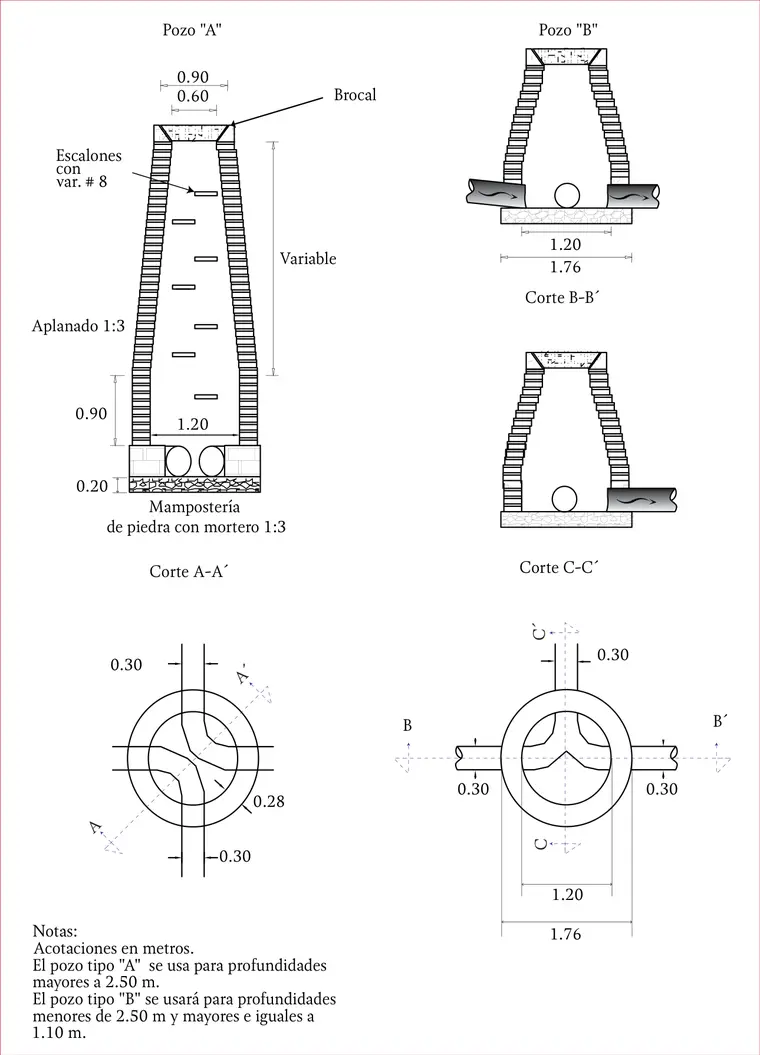 Pozo "A"
0.90
0.60
Brocal
Escalones
con
var. # 8
Variable
Aplanado 1:3
0.90
1.20
0.20
Mampostería
de piedra con mortero 1:3
Corte A-A´
Pozo "B"
1.20
1.76
Corte B-B´
Corte C-C´
0.30
A´
0.28
A
0.30
C´
0.30
B
B´
0.30
0.30
C
1.20
1.76
Notas:
Acotaciones en metros.
El pozo tipo "A" se usa para profundidades
mayores a 2.50 m.
El pozo tipo "B" se usará para profundidades
menores de 2.50 m y mayores e iguales a
1.10 m.